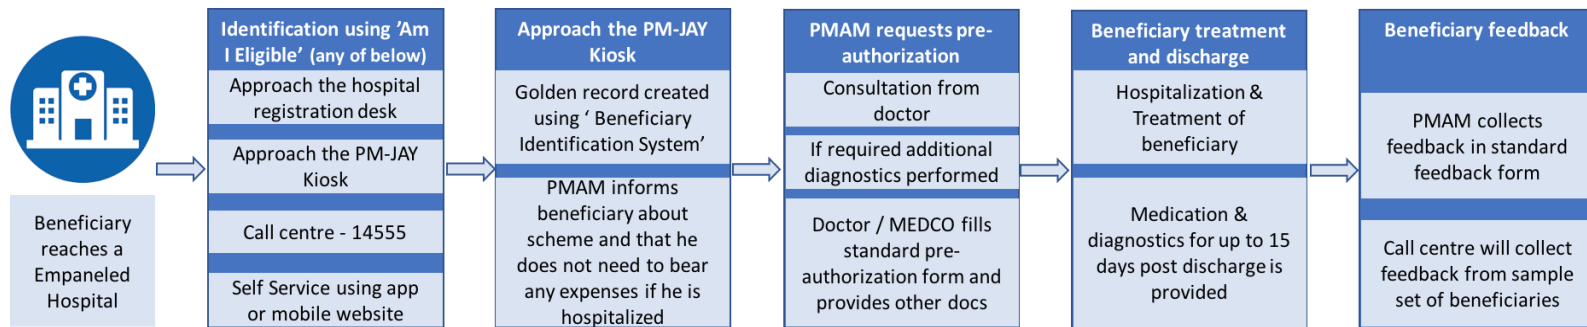 Beneficiary
reaches a
Empaneled
Hospital
Identification using ‘Am
I Eligible’ (any of below)
Approach the hospital
registration desk
Approach the PM-JAY
Kiosk
Call centre - 14555
Self Service using app
or mobile website
Approach the PM-JAY
Kiosk
Golden record created
using ‘ Beneficiary
Identification System’
PMAM informs
beneficiary about
scheme and that he
does not need to bear
any expenses if he is
hospitalized
PMAM requests pre-
authorization
Consultation from
doctor
If required additional
diagnostics performed
Doctor / MEDCO fills
standard pre-
authorization form and
provides other docs
Beneficiary treatment
and discharge
Hospitalization &
Treatment of
beneficiary
Medication &
diagnostics for up to 15
days post discharge is
provided
Beneficiary feedback
PMAM collects
feedback in standard
feedback form
Call centre will collect
feedback from sample
set of beneficiaries